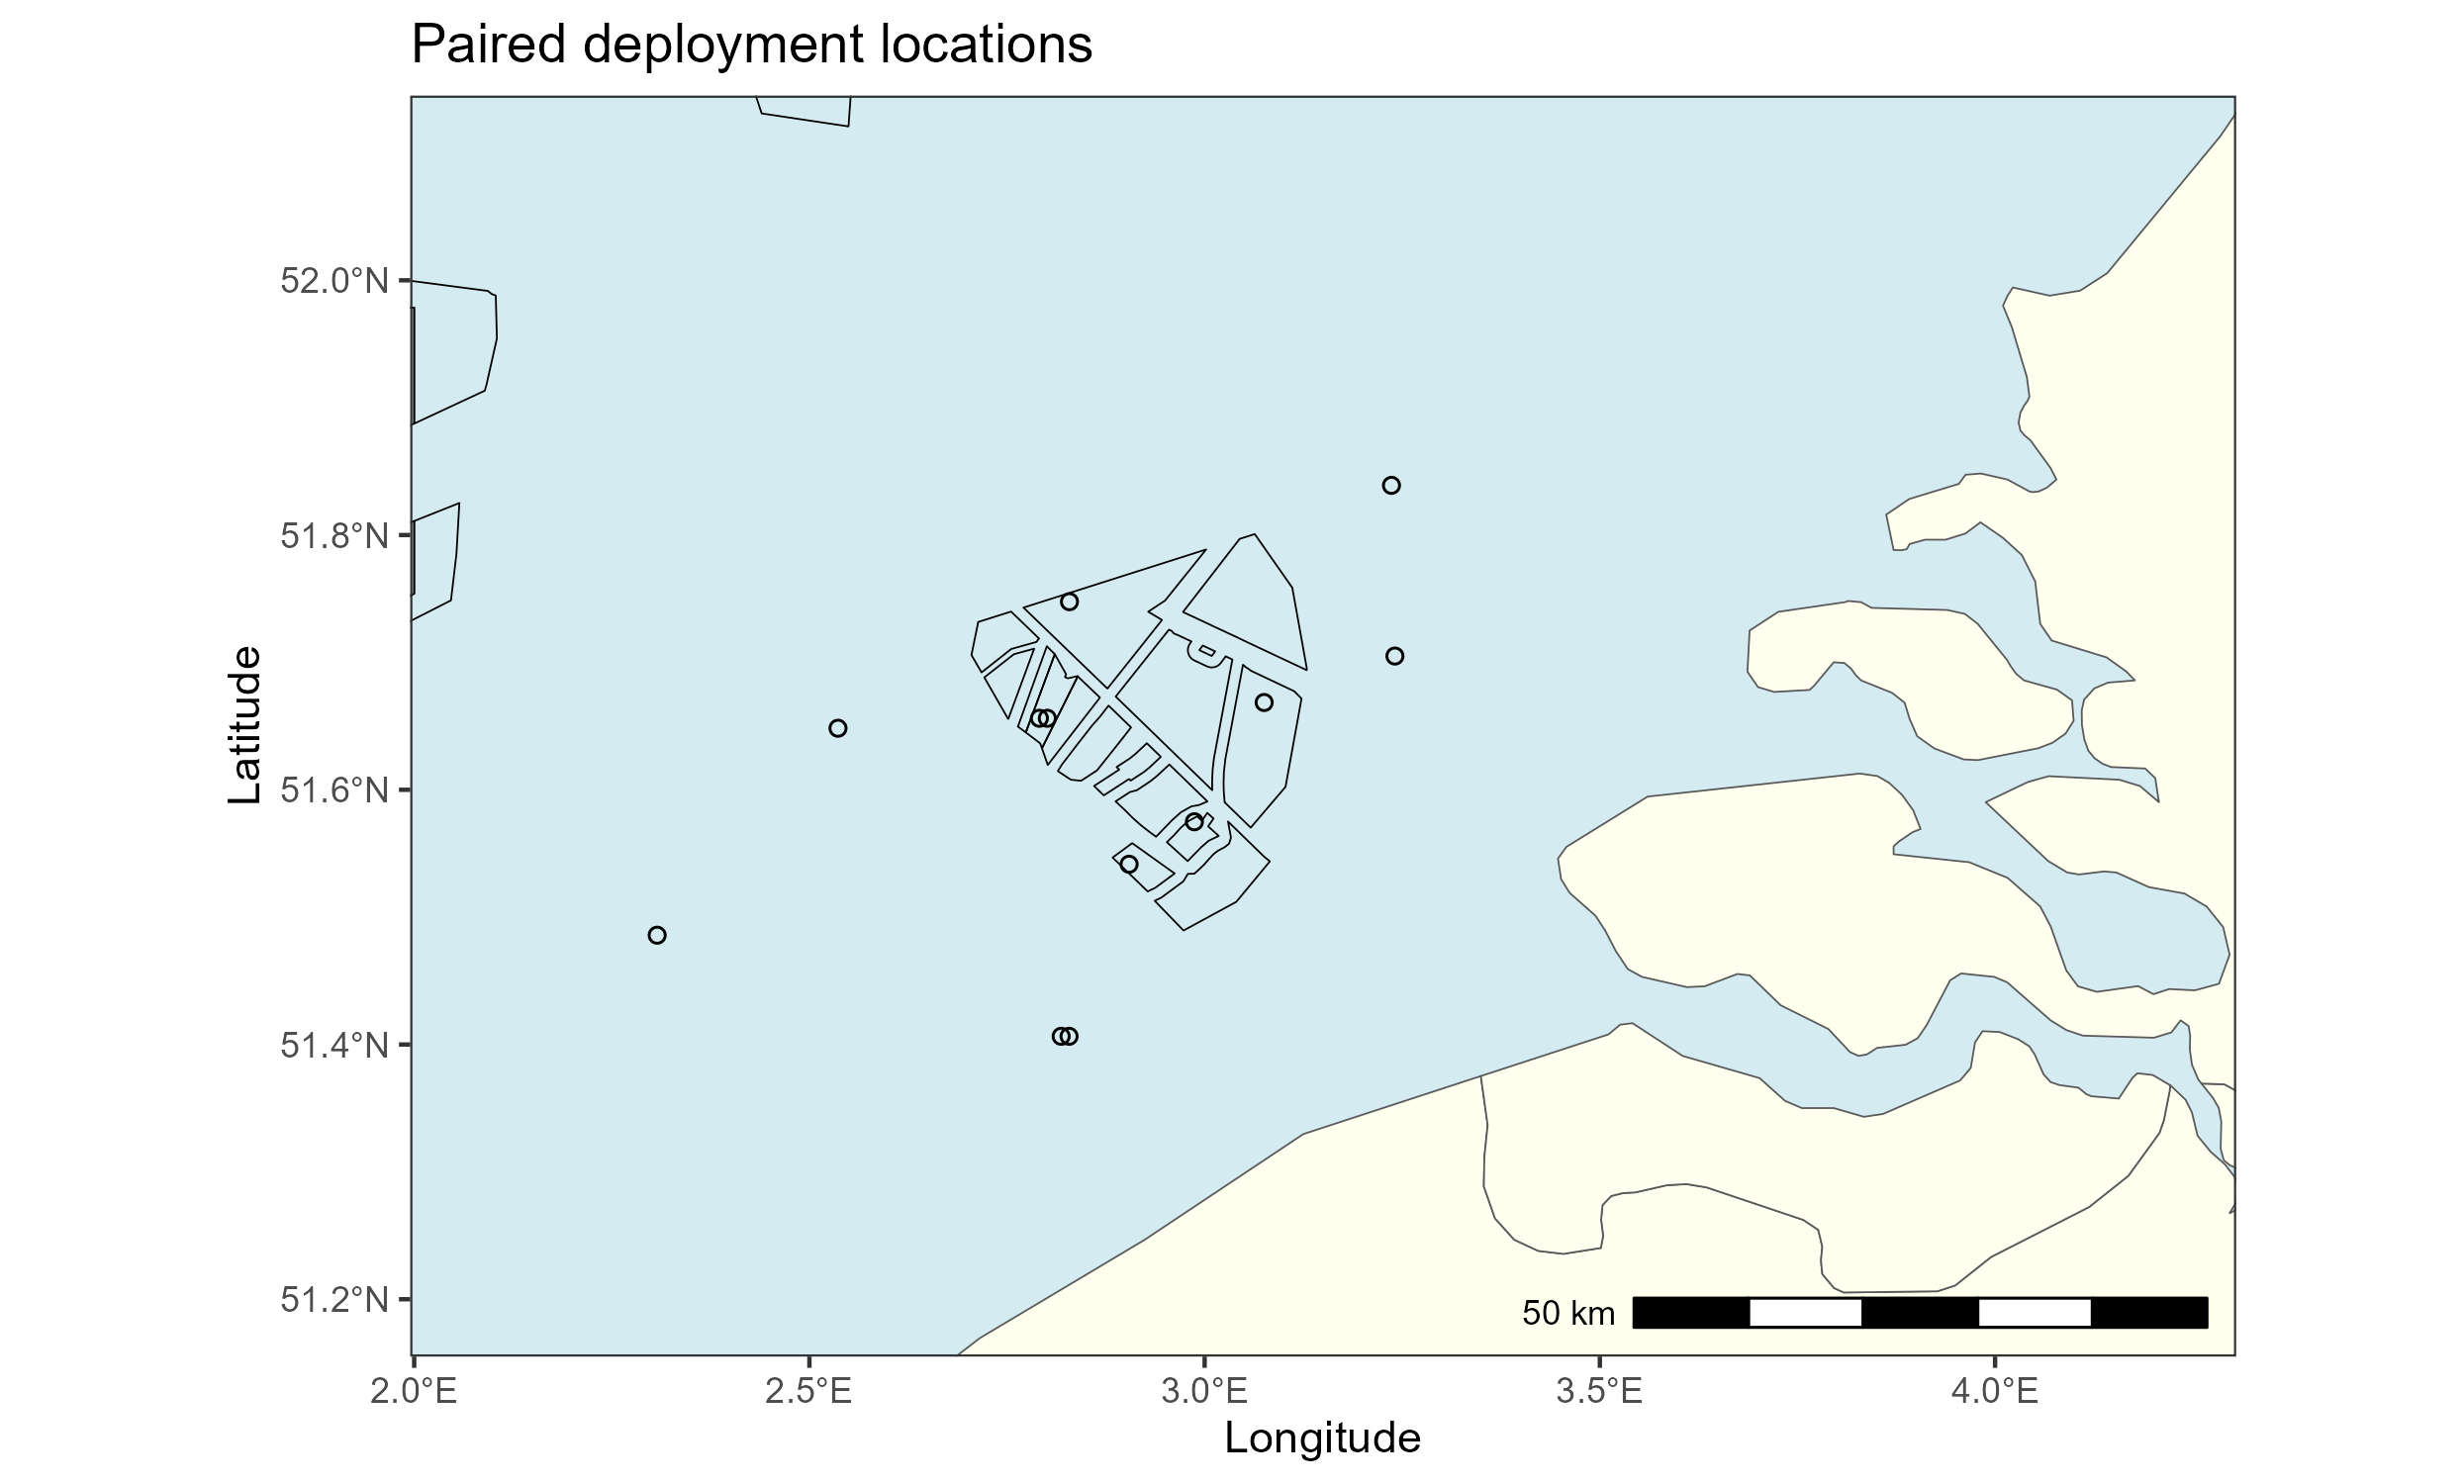 Paired deployment locations
52.0°N
51.8°N
51.6°N
51.4°N
51.2°N
Latitude
50 km
2.0°E 2.5°E 3.0°E 3.5°E 4.0°E
Longitude